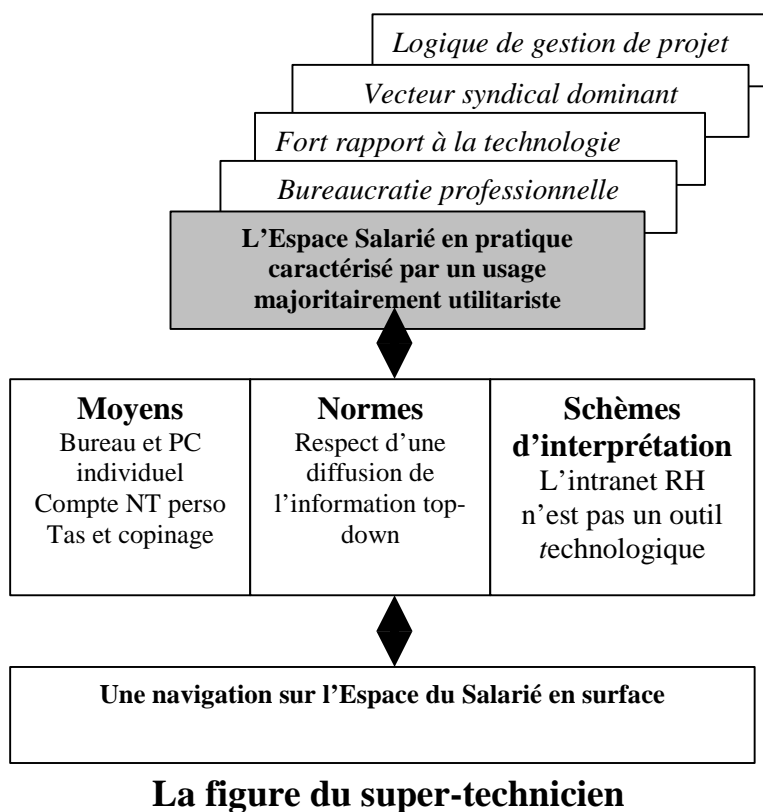 Logique de gestion de projet
Vecteur syndical dominant
Fort rapport à la technologie
Bureaucratie professionnelle
L’Espace Salarié en pratique
caractérisé par un usage
majoritairement utilitariste
Moyens
Bureau et PC
individuel
Compte NT perso
Tas et copinage
Normes
Respect d’une
diffusion de
l’information top-
down
Schèmes
d’interprétation
L’intranet RH
n’est pas un outil
technologique
Une navigation sur l’Espace du Salarié en surface
La figure du super-technicien